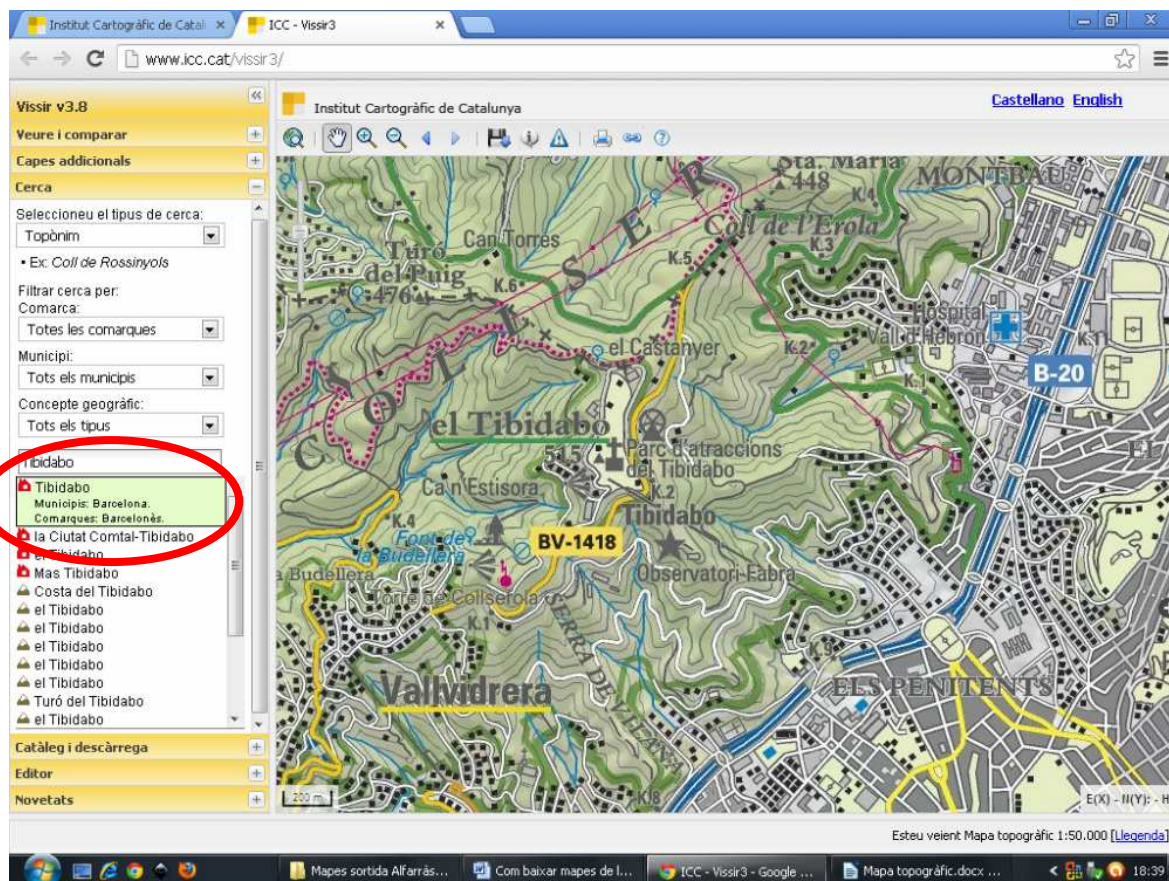 Institut Cartogràfic de Catal
ICC - Vissir3
www.icc.cat/vissir3/
Vissir v3.8
Institut Cartogràfic de Catalunya
Castellano English
Veure i comparar
Capes addicionals
Cerca
Seleccioneu el tipus de cerca:
Topònim
• Ex: Coll de Rossinyols
Filtrar cerca per:
Comarca:
Totes les comarques
Municipi:
Tots els municipis
Concepte geogràfic:
Tots els tipus
Tibidabo
Tibidabo
Municipis: Barcelona.
Comarques: Barcelonès.
la Ciutat Comtal-Tibidabo
el Tibidabo
Mas Tibidabo
Costa del Tibidabo
el Tibidabo
el Tibidabo
el Tibidabo
el Tibidabo
el Tibidabo
Turó del Tibidabo
el Tibidabo
Catàleg i descàrrega
Editor
Novetats
Sta. Maria
448
MONTBAU
K.4
Coll de l'Erola
K.3
Can Torres
Turó
del Puig
476
K.6
K.5
COLLSER
Hospital
Vall d'Hebron
K.11
K.2
K.1
B-20
el Castanyer
el Tibidabo
515
Parc d'atraccions
del Tibidabo
K.2
Ca n'Estisora
Tibidabo
K.4
Font de
la Budellera
BV-1418
a Budellera
Observatori Fabra
Torre de Collserola
K.1
SERRA DE VILANA
K.9
Vallvidrera
ELS PENITENTS
EL
K.8
200 m
E(X) - N(Y): - H
Esteu veient Mapa topogràfic 1:50.000 [Llegenda]
Mapes sortida Alfarràs...
Com baixar mapes de l...
ICC - Vissir3 - Google ...
Mapa topogràfic.docx ...
18:39